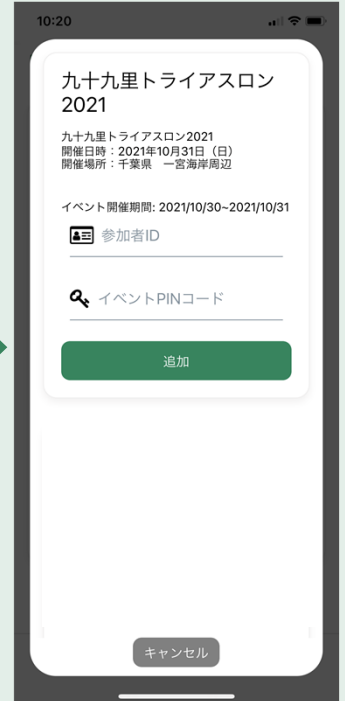 10:20
九十九里トライアスロン
2021
九十九里トライアスロン2021
開催日時：2021年10月31日（日）
開催場所：千葉県　一宮海岸周辺
イベント開催期間: 2021/10/30~2021/10/31
参加者ID
イベントPINコード
追加
キャンセル